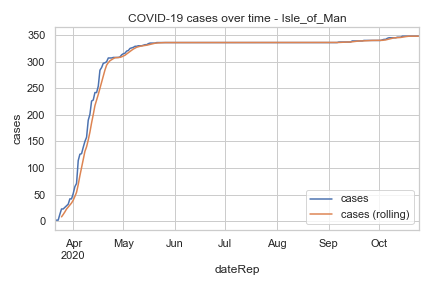 COVID-19 cases over time - Isle_of_Man
cases
350
300
250
200
150
100
50
0
Apr
2020
May
Jun
Jul
Aug
Sep
Oct
dateRep
cases
cases (rolling)